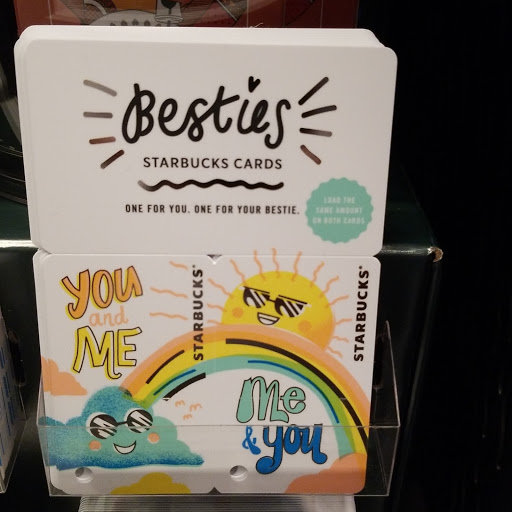 Besties
STARBUCKS CARDS
ONE FOR YOU. ONE FOR YOUR BESTIE.
LOAD THE
SAME AMOUNT
ON BOTH CARDS
YOU
and
ME
STARBUCKS®
STARBUCKS®
Me
& you